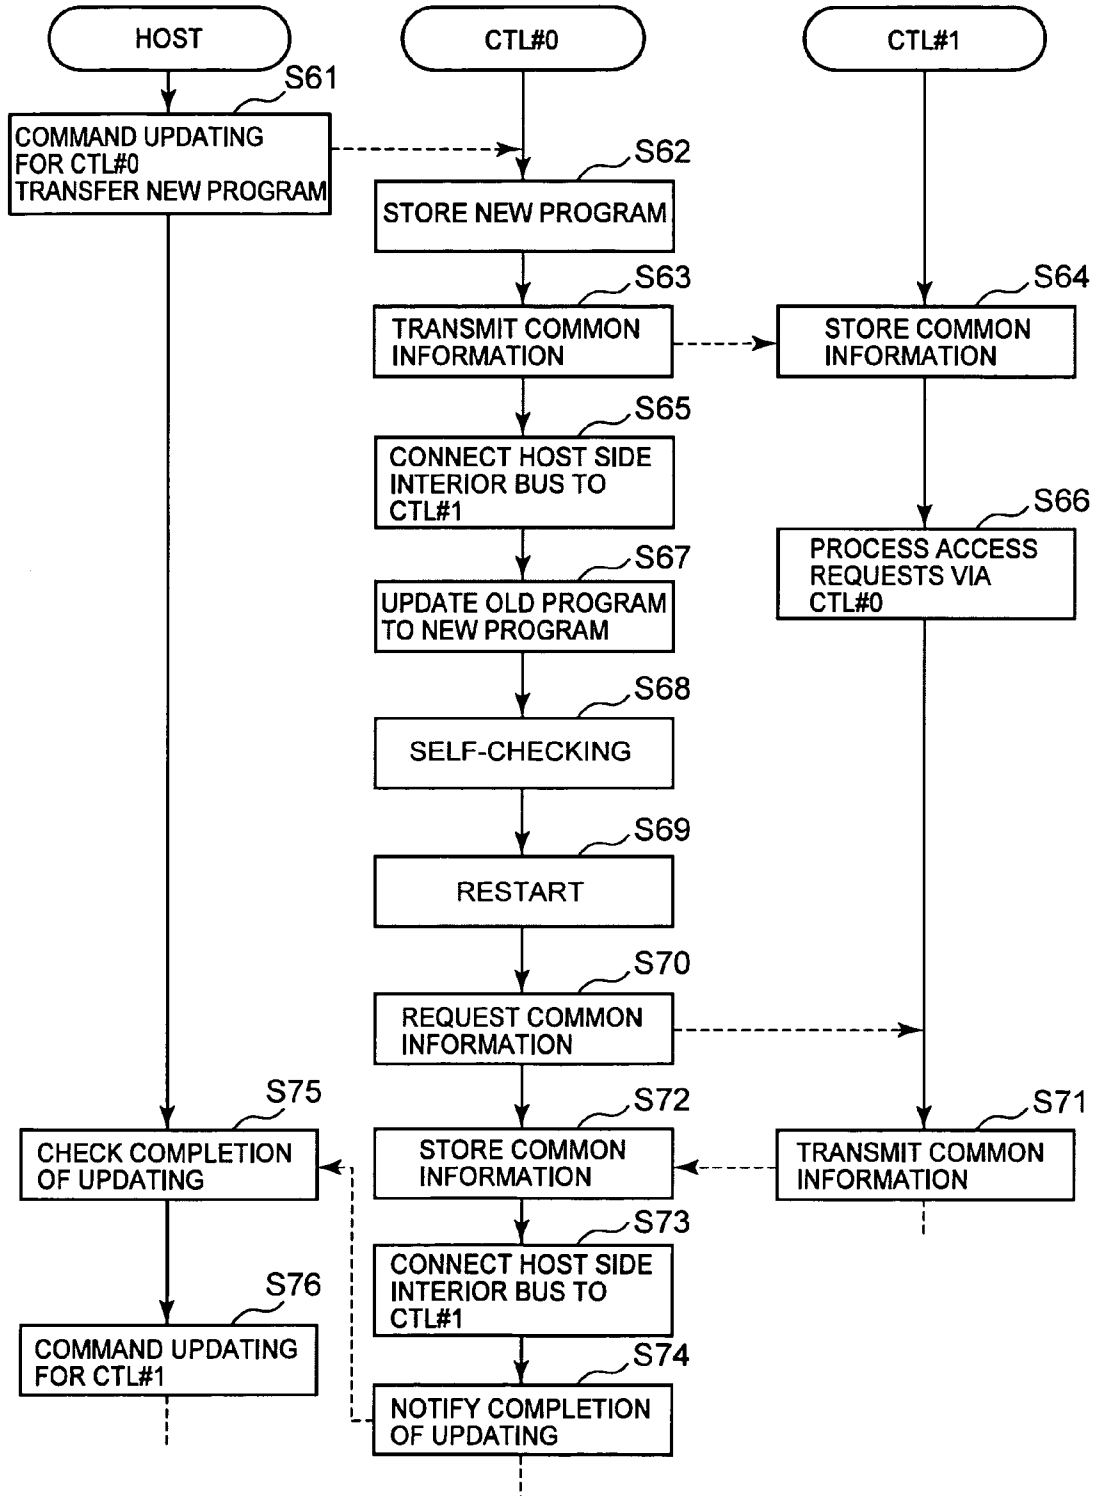 HOST
CTL#0
CTL#1
S61
COMMAND UPDATING
FOR CTL#0
TRANSFER NEW PROGRAM
S62
STORE NEW PROGRAM
S63
TRANSMIT COMMON
INFORMATION
S64
STORE COMMON
INFORMATION
S65
CONNECT HOST SIDE
INTERIOR BUS TO
CTL#1
S66
PROCESS ACCESS
REQUESTS VIA
CTL#0
S67
UPDATE OLD PROGRAM
TO NEW PROGRAM
S68
SELF-CHECKING
S69
RESTART
S70
REQUEST COMMON
INFORMATION
S75
CHECK COMPLETION
OF UPDATING
S72
STORE COMMON
INFORMATION
S71
TRANSMIT COMMON
INFORMATION
S73
CONNECT HOST SIDE
INTERIOR BUS TO
CTL#1
S76
COMMAND UPDATING
FOR CTL#1
S74
NOTIFY COMPLETION
OF UPDATING